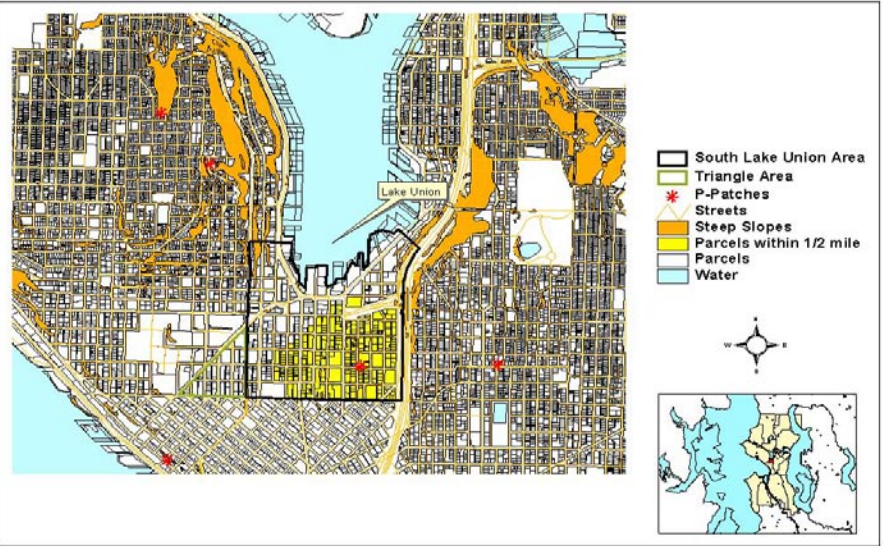 Lake Union
South Lake Union Area
Triangle Area
P-Patches
Streets
Steep Slopes
Parcels within 1/2 mile
Parcels
Water
N
W E
S